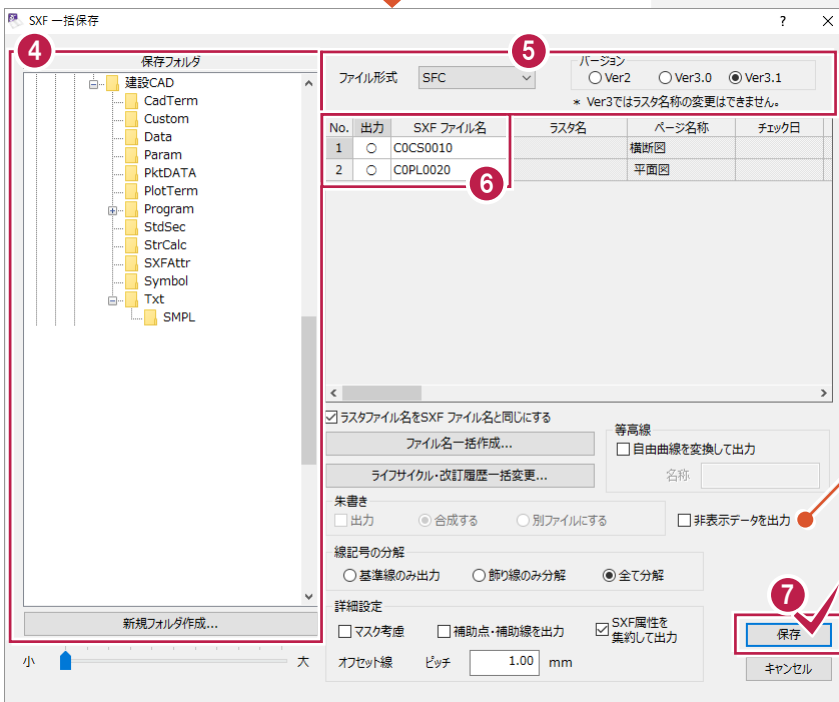 SXF 一括保存
?
×
4
保存フォルダ
建設CAD
CadTerm
Custom
Data
Param
PktDATA
PlotTerm
Program
StdSec
StrCalc
SXFAttr
Symbol
Txt
SMPL
新規フォルダ作成...
小
大
5
ファイル形式 SFC
バージョン
Ver2 Ver3.0 Ver3.1
* Ver3ではラスタ名称の変更はできません。
No. 出力 SXF ファイル名 ラスタ名 ページ名称 チェック日
1 ○ C0CS0010 横断図
2 ○ C0PL0020 平面図
6
ラスタファイル名をSXF ファイル名と同じにする
ファイル名一括作成...
ライフサイクル・改訂履歴一括変更...
等高線
自由曲線を変換して出力
名称
朱書き
出力 合成する 別ファイルにする
非表示データを出力
線記号の分解
基準線のみ出力 飾り線のみ分解 全て分解
詳細設定
マスク考慮 補助点・補助線を出力 SXF属性を
集約して出力
オフセット線 ピッチ 1.00 mm
7
保存
キャンセル